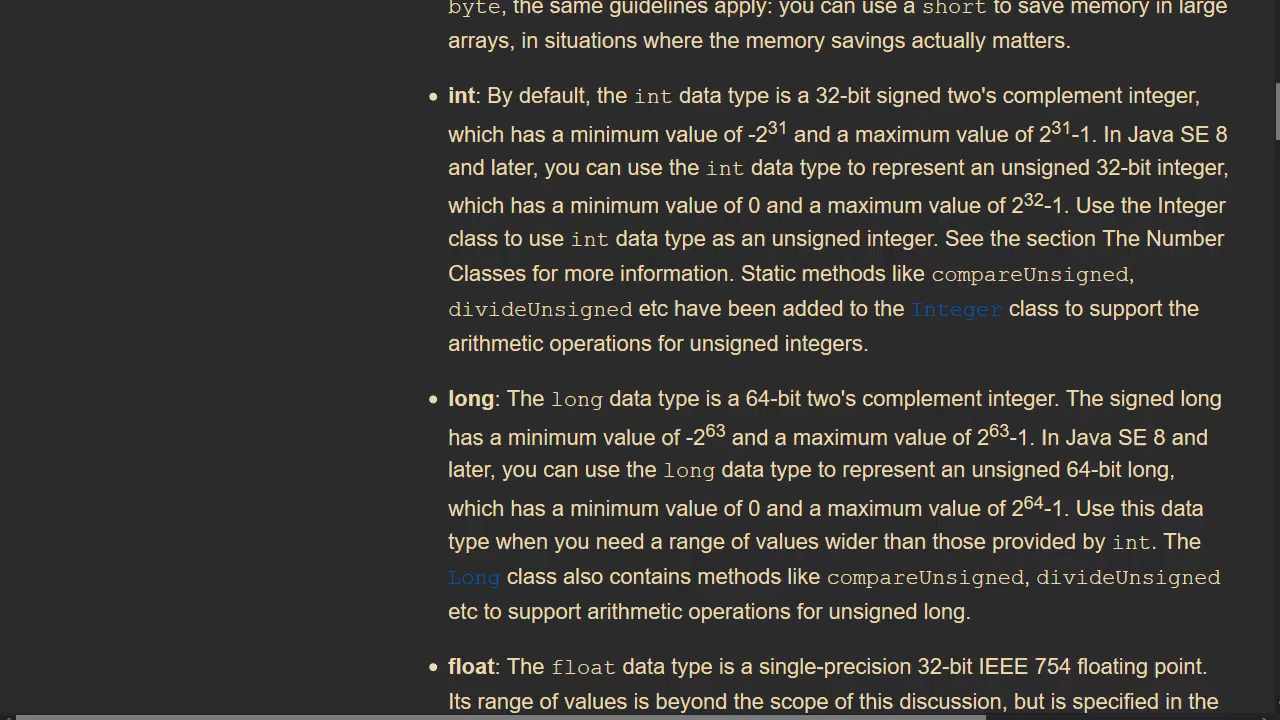 byte, the same guidelines apply: you can use a short to save memory in large
arrays, in situations where the memory savings actually matters.
• int: By default, the int data type is a 32-bit signed two's complement integer,
which has a minimum value of -2³¹ and a maximum value of 2³¹-1. In Java SE 8
and later, you can use the int data type to represent an unsigned 32-bit integer,
which has a minimum value of 0 and a maximum value of 2³²-1. Use the Integer
class to use int data type as an unsigned integer. See the section The Number
Classes for more information. Static methods like compareUnsigned,
divideUnsigned etc have been added to the Integer class to support the
arithmetic operations for unsigned integers.
• long: The long data type is a 64-bit two's complement integer. The signed long
has a minimum value of -2⁶³ and a maximum value of 2⁶³-1. In Java SE 8 and
later, you can use the long data type to represent an unsigned 64-bit long,
which has a minimum value of 0 and a maximum value of 2⁶⁴-1. Use this data
type when you need a range of values wider than those provided by int. The
Long class also contains methods like compareUnsigned, divideUnsigned
etc to support arithmetic operations for unsigned long.
• float: The float data type is a single-precision 32-bit IEEE 754 floating point.
Its range of values is beyond the scope of this discussion, but is specified in the